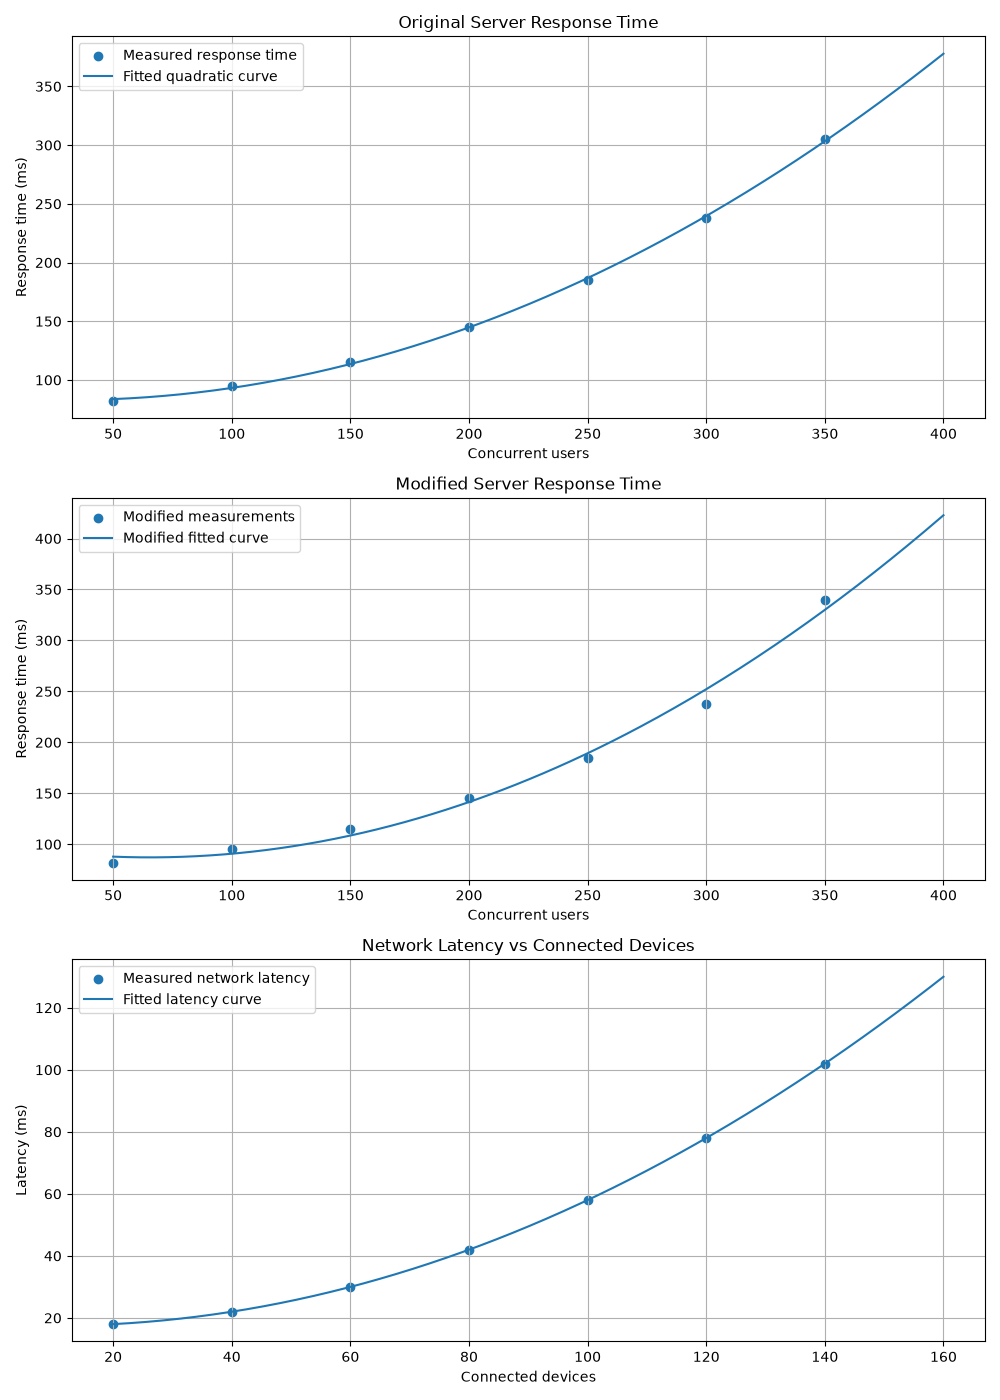 Original Server Response Time
Measured response time
Fitted quadratic curve
Response time (ms)
350
300
250
200
150
100
50 100 150 200 250 300 350 400
Concurrent users
Modified Server Response Time
Modified measurements
Modified fitted curve
Response time (ms)
400
350
300
250
200
150
100
50 100 150 200 250 300 350 400
Concurrent users
Network Latency vs Connected Devices
Measured network latency
Fitted latency curve
Latency (ms)
120
100
80
60
40
20
20 40 60 80 100 120 140 160
Connected devices